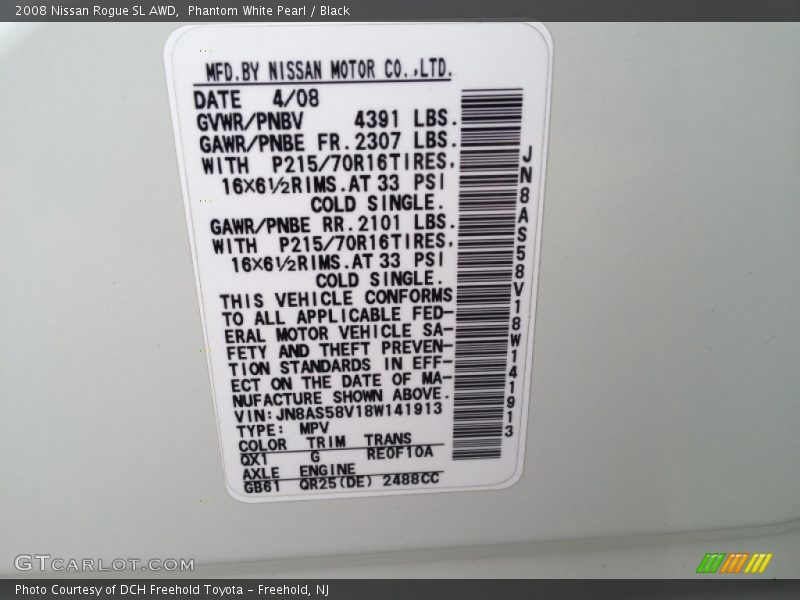 2008 Nissan Rogue SL AWD,  Phantom White Pearl / Black
MFD.BY NISSAN MOTOR CO.,LTD.
DATE 4/08
GVWR/PNBV 4391 LBS.
GAWR/PNBE FR.2307 LBS.
WITH P215/70R16TIRES,
16X6½RIMS.AT 33 PSI
COLD SINGLE.
GAWR/PNBE RR.2101 LBS.
WITH P215/70R16TIRES,
16X6½RIMS.AT 33 PSI
COLD SINGLE.
THIS VEHICLE CONFORMS
TO ALL APPLICABLE FED-
ERAL MOTOR VEHICLE SA-
FETY AND THEFT PREVEN-
TION STANDARDS IN EFF-
ECT ON THE DATE OF MA-
NUFACTURE SHOWN ABOVE.
VIN:JN8AS58V18W141913
TYPE: MPV
COLOR TRIM TRANS
QX1 G RE0F10A
AXLE ENGINE
GB61 QR25(DE) 2488CC
JN8AS58V18W141913
GTCARLOT.COM
Photo Courtesy of DCH Freehold Toyota - Freehold, NJ